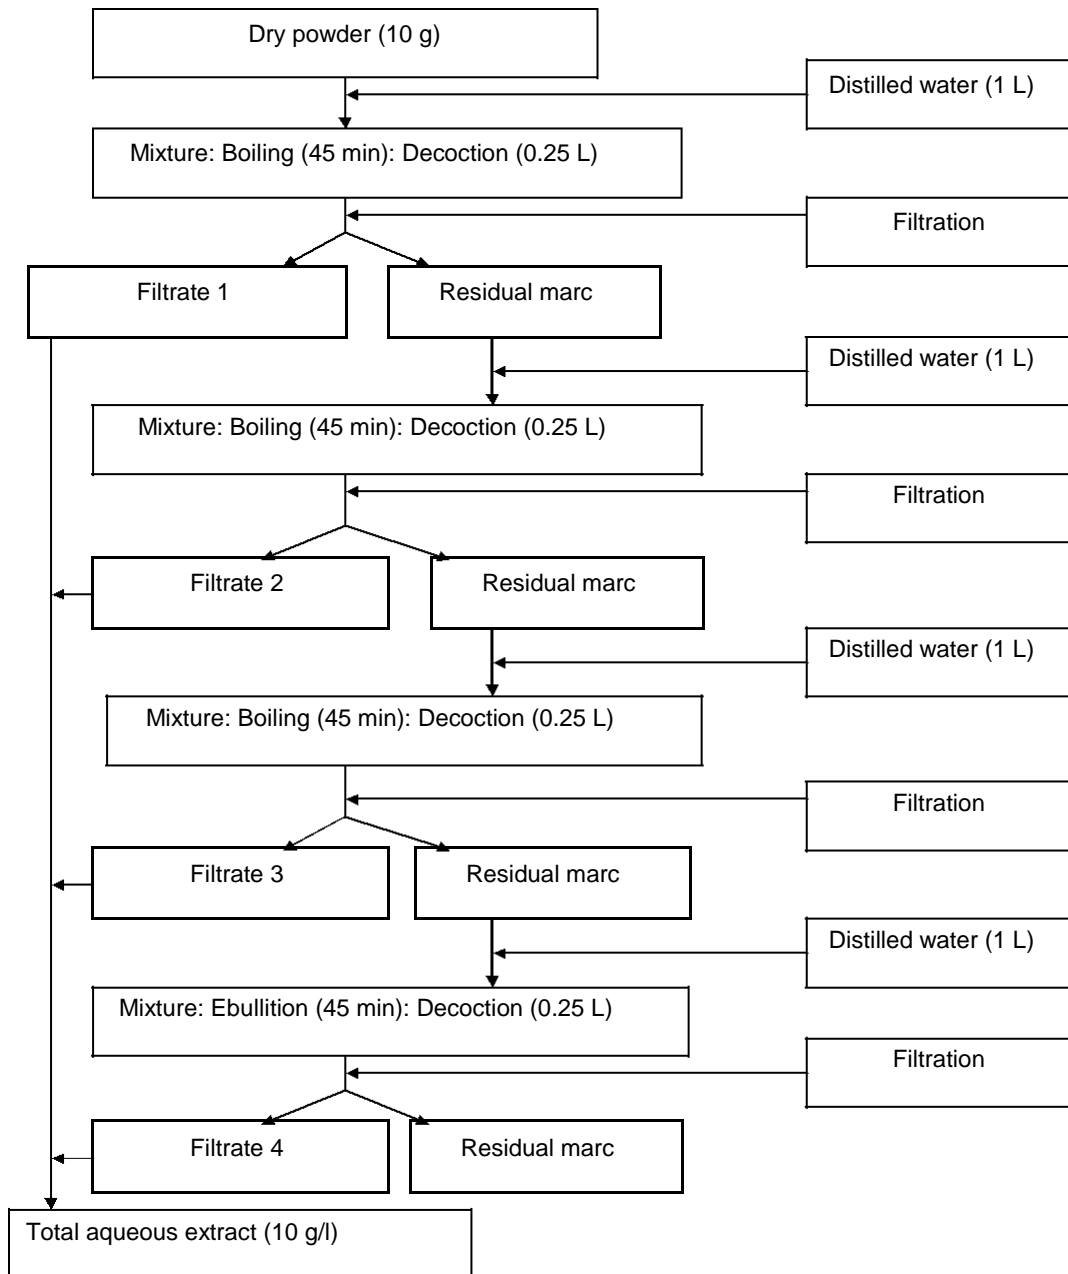 Dry powder (10 g)
Distilled water (1 L)
Mixture: Boiling (45 min): Decoction (0.25 L)
Filtration
Filtrate 1
Residual marc
Distilled water (1 L)
Mixture: Boiling (45 min): Decoction (0.25 L)
Filtration
Filtrate 2
Residual marc
Distilled water (1 L)
Mixture: Boiling (45 min): Decoction (0.25 L)
Filtration
Filtrate 3
Residual marc
Distilled water (1 L)
Mixture: Ebullition (45 min): Decoction (0.25 L)
Filtration
Filtrate 4
Residual marc
Total aqueous extract (10 g/l)